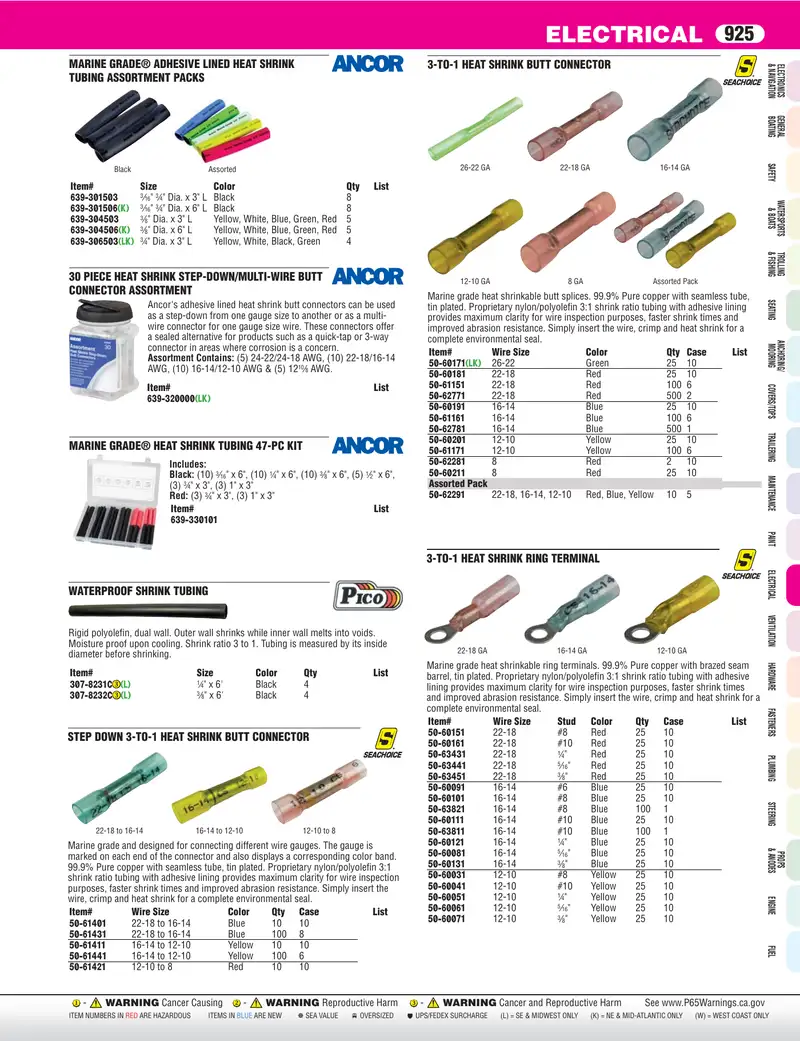 ELECTRICAL 925
MARINE GRADE® ADHESIVE LINED HEAT SHRINK
TUBING ASSORTMENT PACKS
ANCOR
Black
Assorted
Item# Size Color Qty List
639-301503 3⁄16" ¾" Dia. x 3" L Black 8
639-301506(K) 3⁄16" ¾" Dia. x 6" L Black 8
639-304503 ⅜" Dia. x 3" L Yellow, White, Blue, Green, Red 5
639-304506(K) ⅜" Dia. x 6" L Yellow, White, Blue, Green, Red 5
639-306503(LK) ¾" Dia. x 3" L Yellow, White, Black, Green 4
30 PIECE HEAT SHRINK STEP-DOWN/MULTI-WIRE BUTT
CONNECTOR ASSORTMENT
ANCOR
Ancor's adhesive lined heat shrink butt connectors can be used
as a step-down from one gauge size to another or as a multi-
wire connector for one gauge size wire. These connectors offer
a sealed alternative for products such as a quick-tap or 3-way
connector in areas where corrosion is a concern.
Assortment Contains: (5) 24-22/24-18 AWG, (10) 22-18/16-14
AWG, (10) 16-14/12-10 AWG & (5) 12
AWG.
Item# List
639-320000(LK)
MARINE GRADE® HEAT SHRINK TUBING 47-PC KIT
ANCOR
Includes:
Black: (10) 3⁄16" x 6", (10) ¼" x 6", (10) ⅜" x 6", (5) ½" x 6",
(3) ¾" x 3", (3) 1" x 3"
Red: (3) ¾" x 3", (3) 1" x 3"
Item# List
639-330101
WATERPROOF SHRINK TUBING
PICO
Rigid polyolefin, dual wall. Outer wall shrinks while inner wall melts into voids.
Moisture proof upon cooling. Shrink ratio 3 to 1. Tubing is measured by its inside
diameter before shrinking.
Item# Size Color Qty List
307-8231C③(L) ¼" x 6' Black 4
307-8232C③(L) ⅜" x 6' Black 4
STEP DOWN 3-TO-1 HEAT SHRINK BUTT CONNECTOR
SEACHOICE
22-18 to 16-14
16-14 to 12-10
12-10 to 8
Marine grade and designed for connecting different wire gauges. The gauge is
marked on each end of the connector and also displays a corresponding color band.
99.9% Pure copper with seamless tube, tin plated. Proprietary nylon/polyolefin 3:1
shrink ratio tubing with adhesive lining provides maximum clarity for wire inspection
purposes, faster shrink times and improved abrasion resistance. Simply insert the
wire, crimp and heat shrink for a complete environmental seal.
Item# Wire Size Color Qty Case List
50-61401 22-18 to 16-14 Blue 10 10
50-61431 22-18 to 16-14 Blue 100 8
50-61411 16-14 to 12-10 Yellow 10 10
50-61441 16-14 to 12-10 Yellow 100 6
50-61421 12-10 to 8 Red 10 10
3-TO-1 HEAT SHRINK BUTT CONNECTOR
SEACHOICE
26-22 GA
22-18 GA
16-14 GA
12-10 GA
8 GA
Assorted Pack
Marine grade heat shrinkable butt splices. 99.9% Pure copper with seamless tube,
tin plated. Proprietary nylon/polyolefin 3:1 shrink ratio tubing with adhesive lining
provides maximum clarity for wire inspection purposes, faster shrink times and
improved abrasion resistance. Simply insert the wire, crimp and heat shrink for a
complete environmental seal.
Item# Wire Size Color Qty Case List
50-60171(LK) 26-22 Green 25 10
50-60181 22-18 Red 25 10
50-61151 22-18 Red 100 6
50-62771 22-18 Red 500 2
50-60191 16-14 Blue 25 10
50-61161 16-14 Blue 100 6
50-62781 16-14 Blue 500 1
50-60201 12-10 Yellow 25 10
50-61171 12-10 Yellow 100 6
50-62281 8 Red 2 10
50-60211 8 Red 25 10
Assorted Pack
50-62291 22-18, 16-14, 12-10 Red, Blue, Yellow 10 5
3-TO-1 HEAT SHRINK RING TERMINAL
SEACHOICE
22-18 GA
16-14 GA
12-10 GA
Marine grade heat shrinkable ring terminals. 99.9% Pure copper with brazed seam
barrel, tin plated. Proprietary nylon/polyolefin 3:1 shrink ratio tubing with adhesive
lining provides maximum clarity for wire inspection purposes, faster shrink times
and improved abrasion resistance. Simply insert the wire, crimp and heat shrink for a
complete environmental seal.
Item# Wire Size Stud Color Qty Case List
50-60151 22-18 #8 Red 25 10
50-60161 22-18 #10 Red 25 10
50-63431 22-18 ¼" Red 25 10
50-63441 22-18 5⁄16" Red 25 10
50-63451 22-18 ⅜" Red 25 10
50-60091 16-14 #6 Blue 25 10
50-60101 16-14 #8 Blue 25 10
50-63821 16-14 #8 Blue 100 1
50-60111 16-14 #10 Blue 25 10
50-63811 16-14 #10 Blue 100 1
50-60121 16-14 ¼" Blue 25 10
50-60081 16-14 5⁄16" Blue 25 10
50-60131 16-14 ⅜" Blue 25 10
50-60031 12-10 #8 Yellow 25 10
50-60041 12-10 #10 Yellow 25 10
50-60051 12-10 ¼" Yellow 25 10
50-60061 12-10 5⁄16" Yellow 25 10
50-60071 12-10 ⅜" Yellow 25 10
ELECTRONICS
& NAVIGATION
GENERAL
BOATING
SAFETY
WATERSPORTS
& BOATS
TROLLING
& FISHING
SEATING
ANCHORING/
MOORING
COVERS/TOPS
TRAILERING
MAINTENANCE
PAINT
ELECTRICAL
VENTILATION
HARDWARE
FASTENERS
PLUMBING
STEERING
PROPS
& ANODES
ENGINE
FUEL
① - WARNING Cancer Causing ② - WARNING Reproductive Harm ③ - WARNING Cancer and Reproductive Harm See www.P65Warnings.ca.gov
ITEM NUMBERS IN RED ARE HAZARDOUS ITEMS IN BLUE ARE NEW SEA VALUE OVERSIZED UPS/FEDEX SURCHARGE (L) = SE & MIDWEST ONLY (K) = NE & MID-ATLANTIC ONLY (W) = WEST COAST ONLY